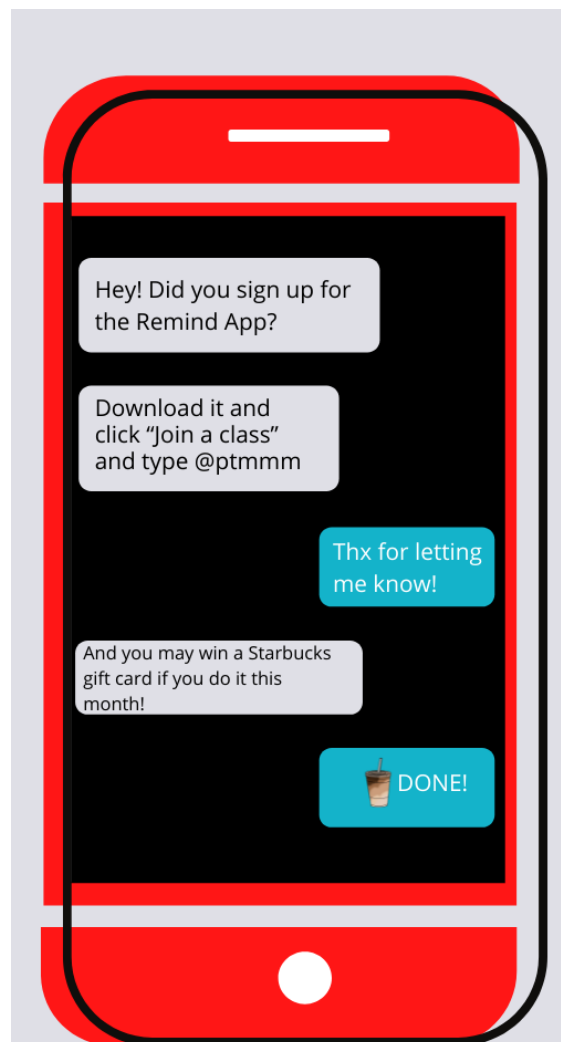 Hey! Did you sign up for
the Remind App?
Download it and
click “Join a class”
and type @ptmmm
Thx for letting
me know!
And you may win a Starbucks
gift card if you do it this
month!
DONE!